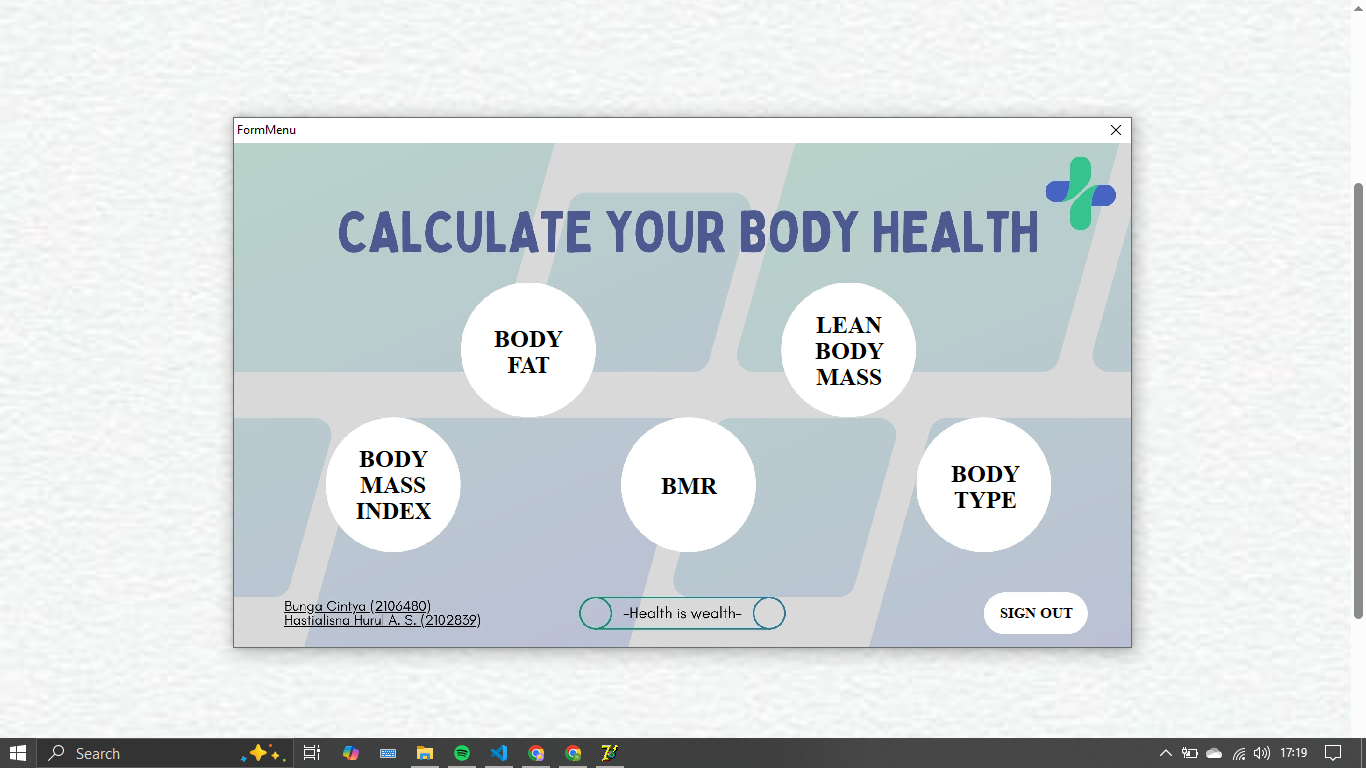 FormMenu
CALCULATE YOUR BODY HEALTH
BODY
FAT
LEAN
BODY
MASS
BODY
MASS
INDEX
BMR
BODY
TYPE
Bunga Cintya (2106480)
Hastialisna Hurul A. S. (2102839)
-Health is wealth-
SIGN OUT
Search
17:19